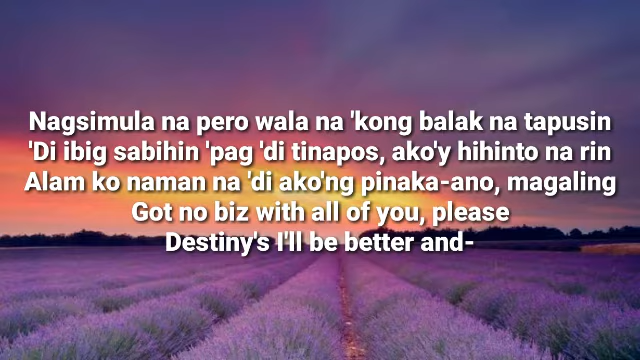 Nagsimula na pero wala na 'kong balak na tapusin
'Di ibig sabihin 'pag 'di tinapos, ako'y hihinto na rin
Alam ko naman na 'di ako'ng pinaka-ano, magaling
Got no biz with all of you, please
Destiny's I'll be better and-